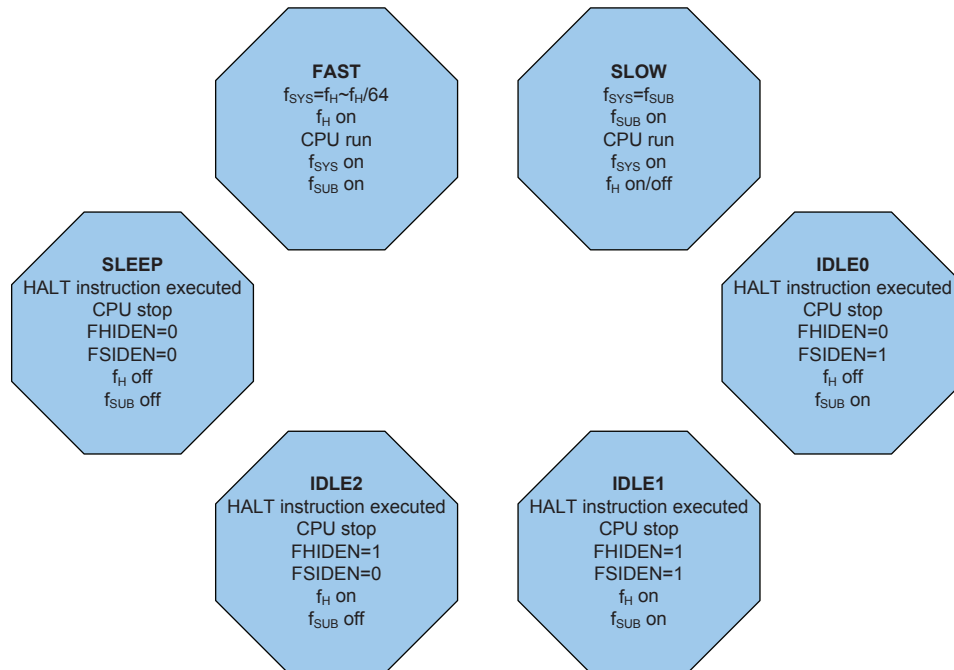 FAST
fSYS=fH~fH/64
fH on
CPU run
fSYS on
fSUB on
SLOW
fSYS=fSUB
fSUB on
CPU run
fSYS on
fH on/off
SLEEP
HALT instruction executed
CPU stop
FHIDEN=0
FSIDEN=0
fH off
fSUB off
IDLE0
HALT instruction executed
CPU stop
FHIDEN=0
FSIDEN=1
fH off
fSUB on
IDLE2
HALT instruction executed
CPU stop
FHIDEN=1
FSIDEN=0
fH on
fSUB off
IDLE1
HALT instruction executed
CPU stop
FHIDEN=1
FSIDEN=1
fH on
fSUB on